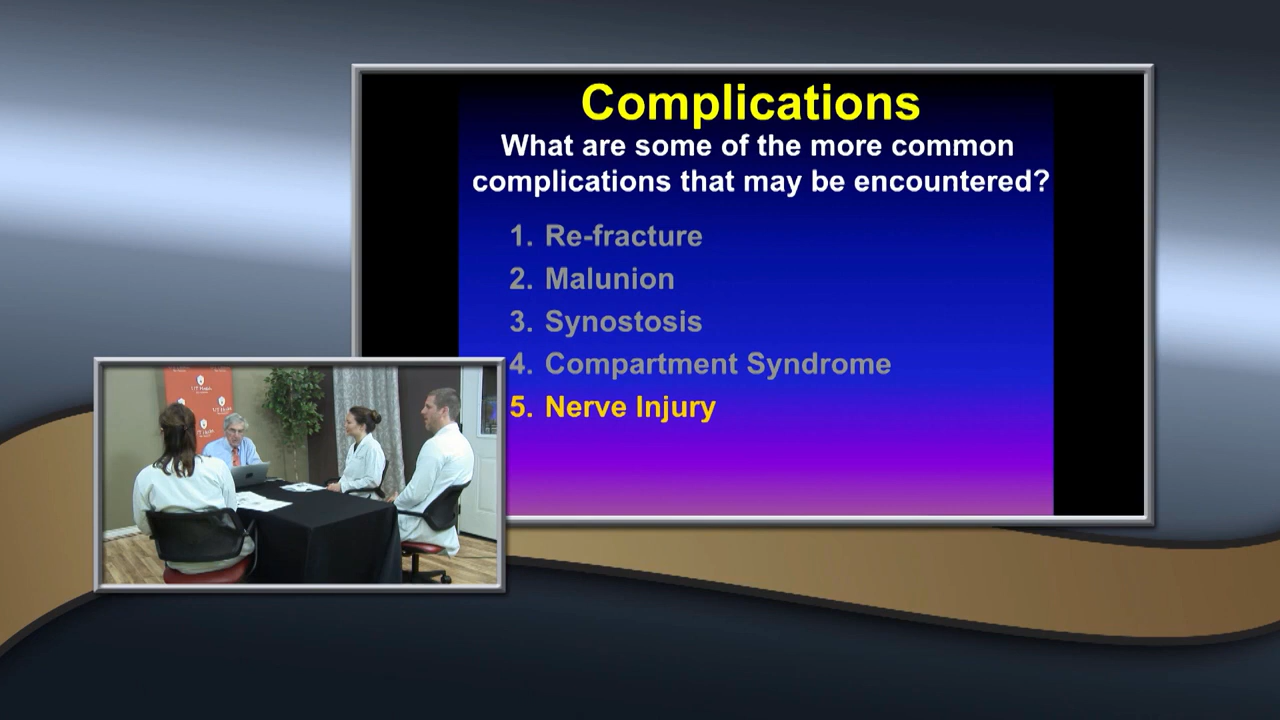 Complications
What are some of the more common
complications that may be encountered?
1. Re-fracture
2. Malunion
3. Synostosis
4. Compartment Syndrome
5. Nerve Injury